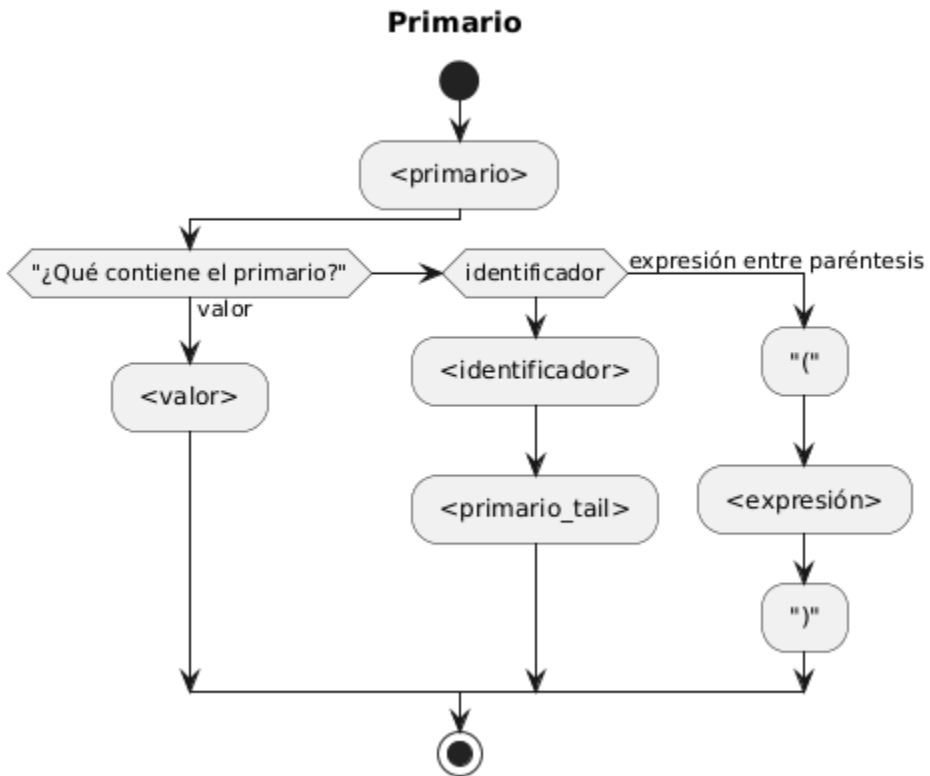 Primario
<primario>
"¿Qué contiene el primario?"
identificador
expresión entre paréntesis
valor
<valor>
<identificador>
<primario_tail>
"("
<expresión>
")"